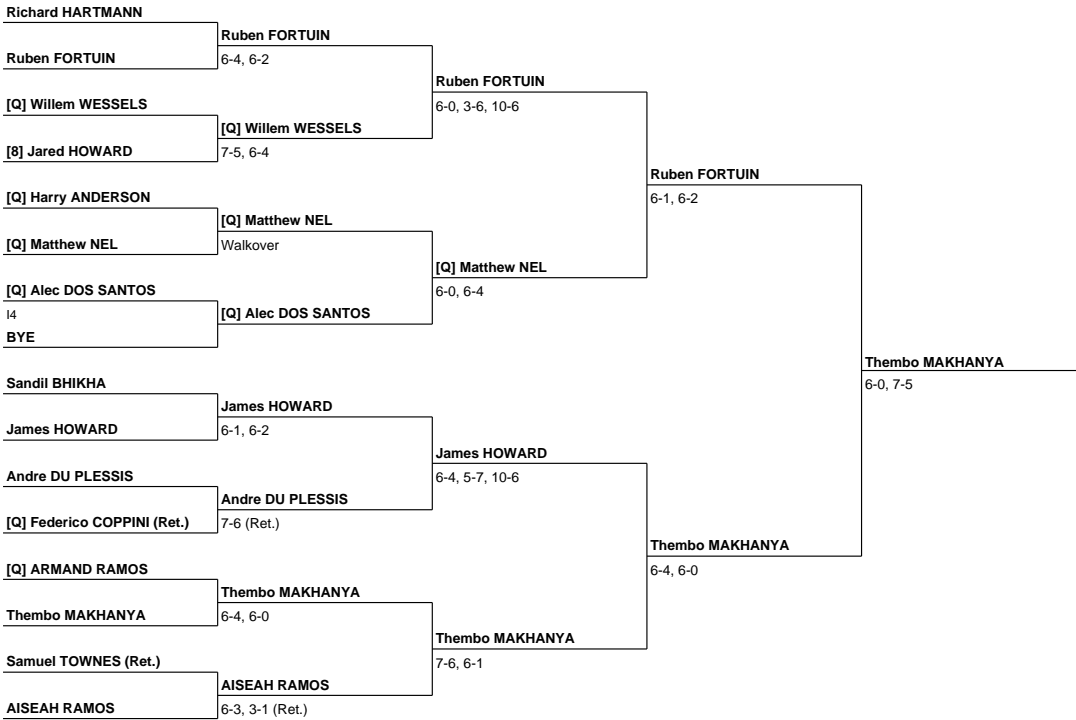 Richard HARTMANN
Ruben FORTUIN
Ruben FORTUIN
6-4, 6-2
Ruben FORTUIN
6-0, 3-6, 10-6
[Q] Willem WESSELS
[Q] Willem WESSELS
[8] Jared HOWARD
7-5, 6-4
Ruben FORTUIN
6-1, 6-2
[Q] Harry ANDERSON
[Q] Matthew NEL
[Q] Matthew NEL
Walkover
[Q] Matthew NEL
6-0, 6-4
[Q] Alec DOS SANTOS
I4
[Q] Alec DOS SANTOS
BYE
Thembo MAKHANYA
6-0, 7-5
Sandil BHIKHA
James HOWARD
James HOWARD
6-1, 6-2
James HOWARD
6-4, 5-7, 10-6
Andre DU PLESSIS
Andre DU PLESSIS
[Q] Federico COPPINI (Ret.)
7-6 (Ret.)
Thembo MAKHANYA
6-4, 6-0
[Q] ARMAND RAMOS
Thembo MAKHANYA
Thembo MAKHANYA
6-4, 6-0
Thembo MAKHANYA
7-6, 6-1
Samuel TOWNES (Ret.)
AISEAH RAMOS
AISEAH RAMOS
6-3, 3-1 (Ret.)